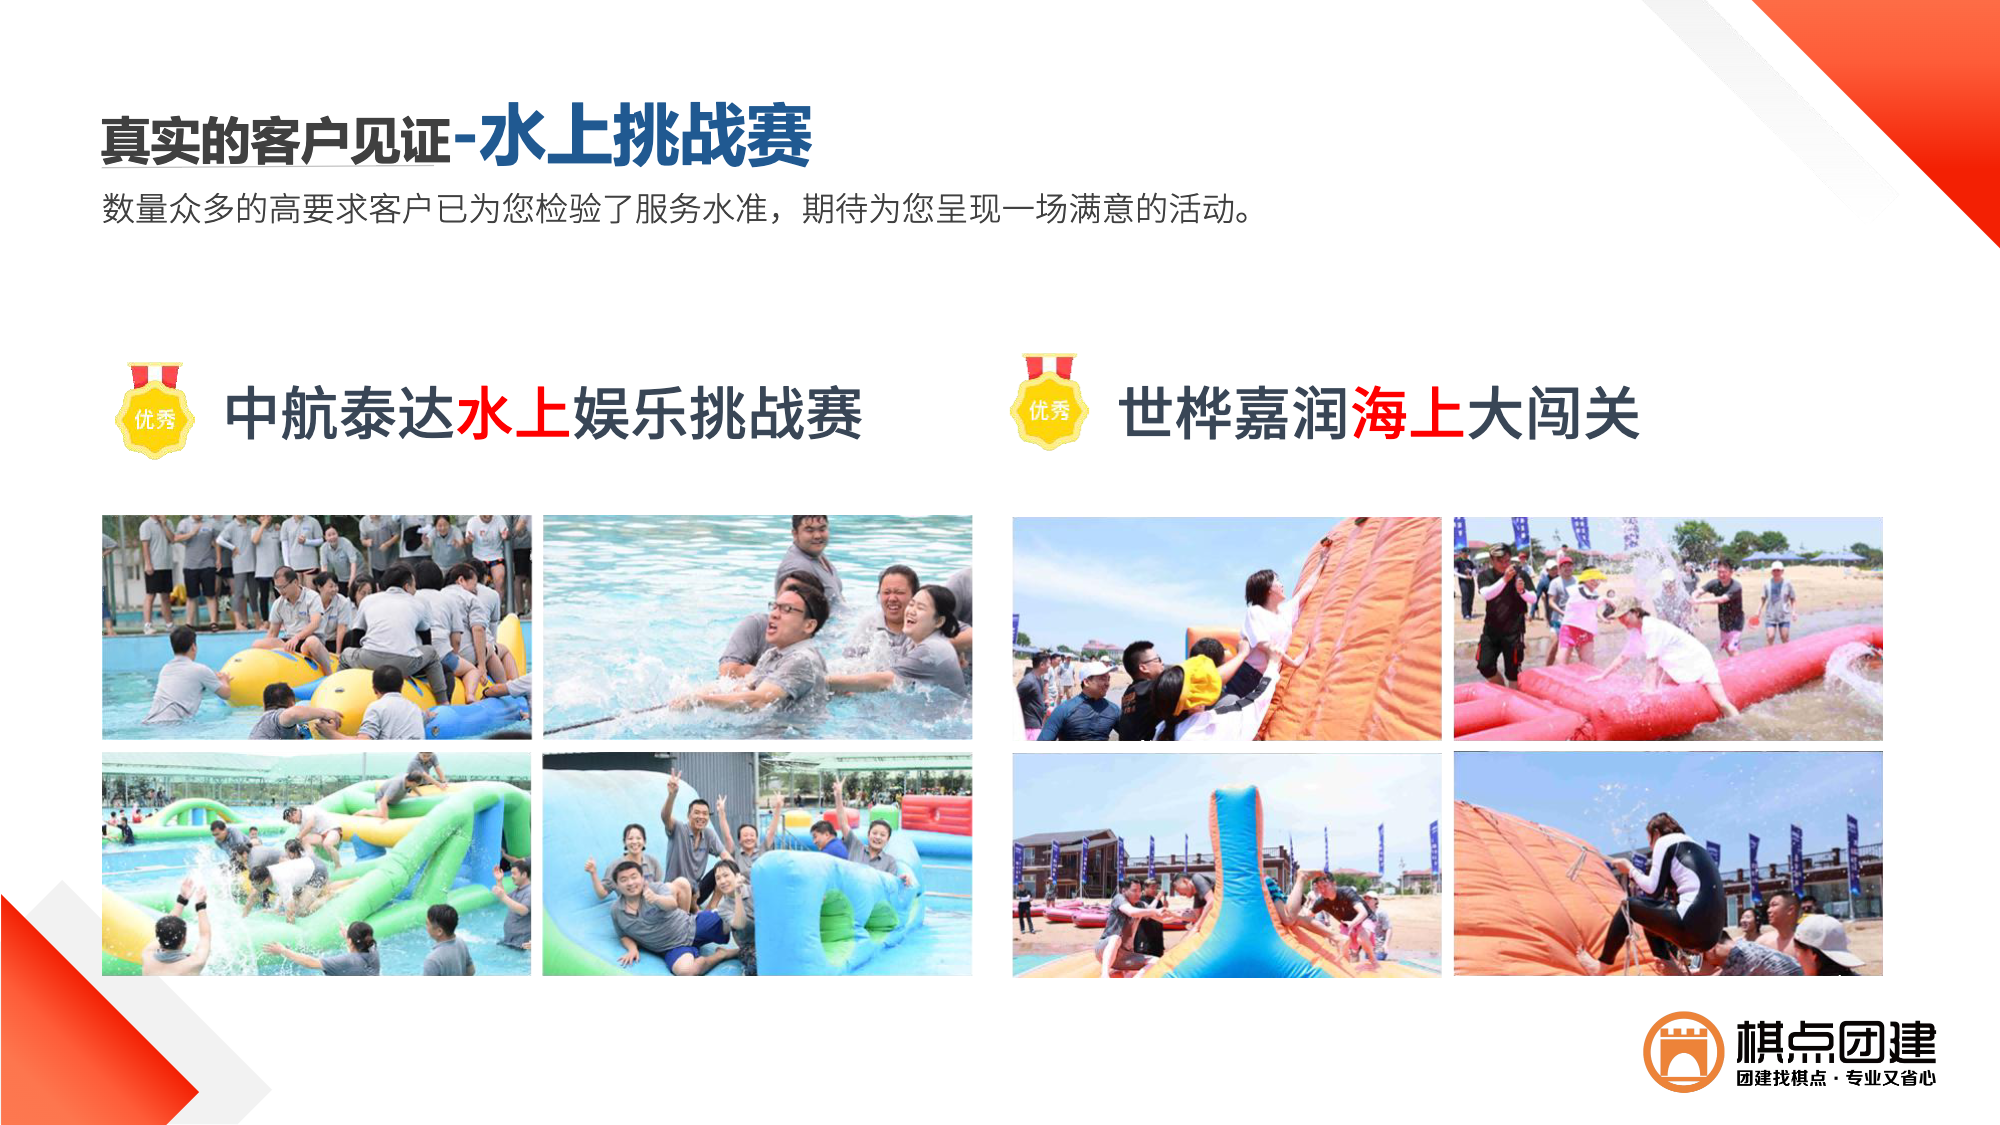 真实的客户见证-水上挑战赛
数量众多的高要求客户已为您检验了服务水准，期待为您呈现一场满意的活动。
优秀
中航泰达水上娱乐挑战赛
优秀
世桦嘉润海上大闯关
棋点团建
团建找棋点·专业又省心